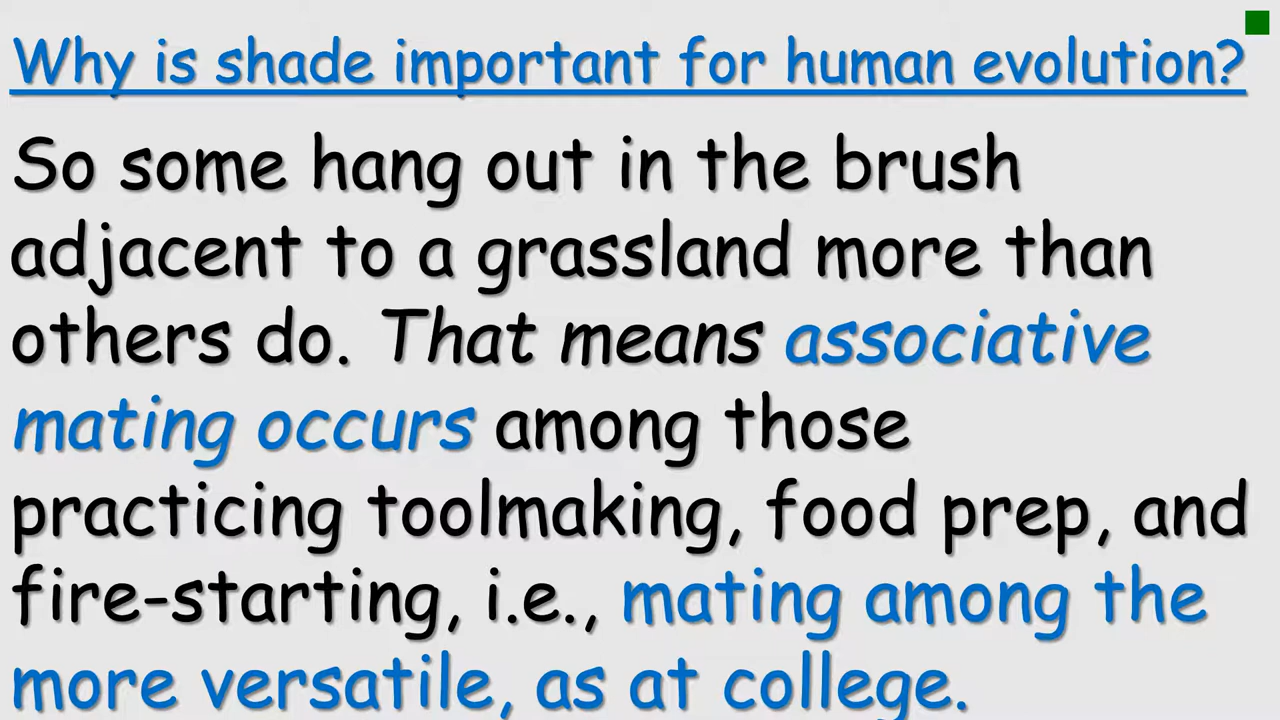 Why is shade important for human evolution?
So some hang out in the brush
adjacent to a grassland more than
others do. That means associative
mating occurs among those
practicing toolmaking, food prep, and
fire-starting, i.e., mating among the
more versatile, as at college.